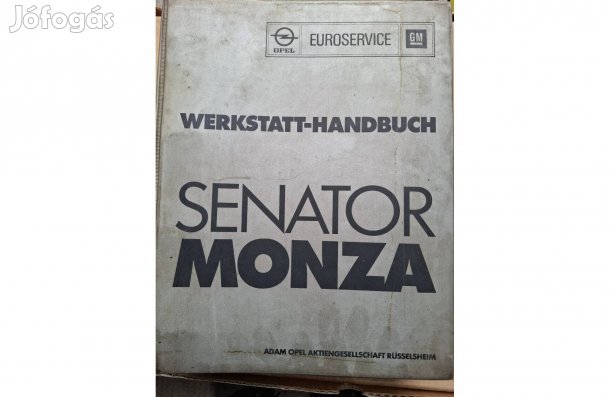 Jófogás
OPEL EUROSERVICE GM
WERKSTATT-HANDBUCH
SENATOR
MONZA
ADAM OPEL AKTIENGESELLSCHAFT RÜSSELSHEIM